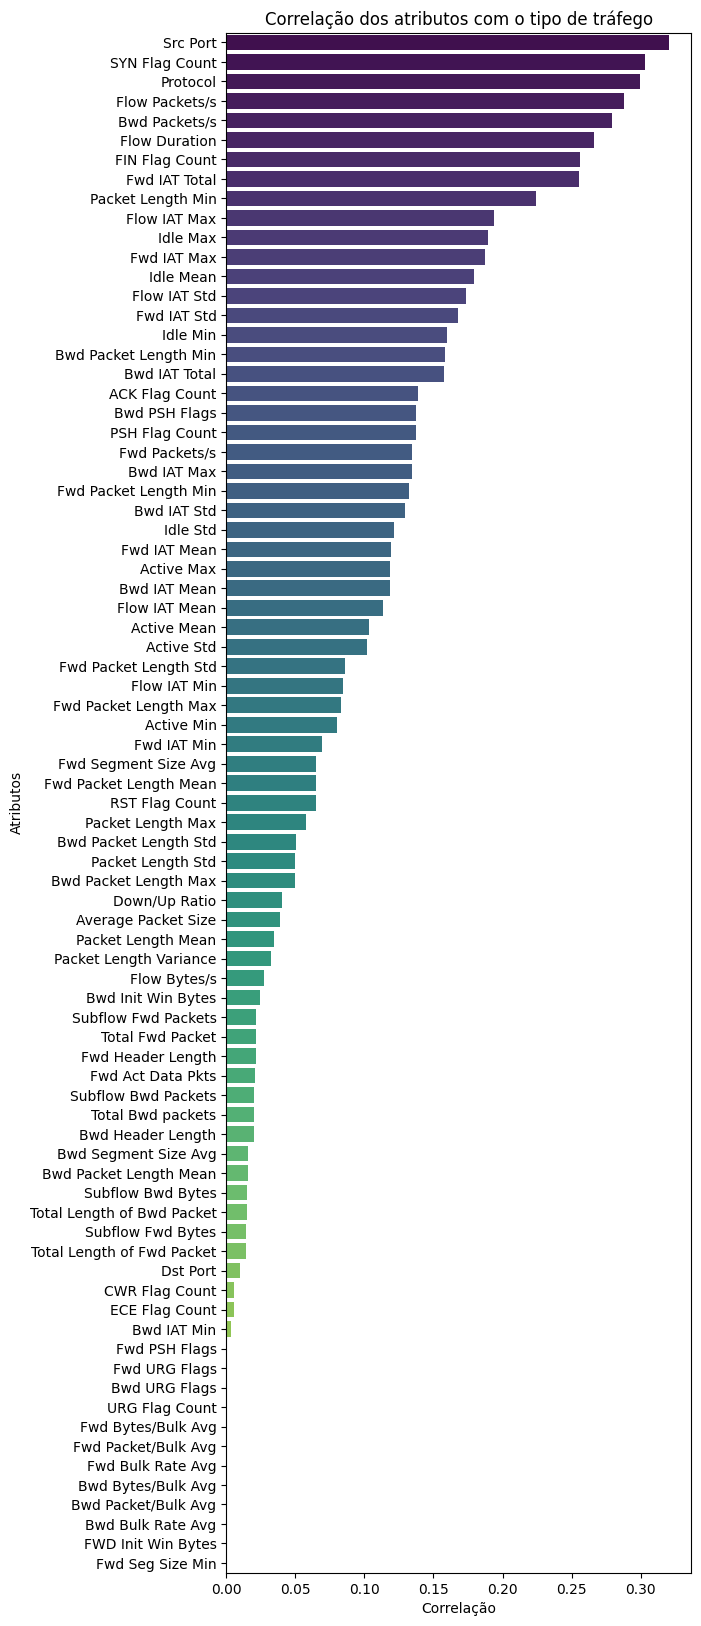 Correlação dos atributos com o tipo de tráfego
Atributos
Src Port
SYN Flag Count
Protocol
Flow Packets/s
Bwd Packets/s
Flow Duration
FIN Flag Count
Fwd IAT Total
Packet Length Min
Flow IAT Max
Idle Max
Fwd IAT Max
Idle Mean
Flow IAT Std
Fwd IAT Std
Idle Min
Bwd Packet Length Min
Bwd IAT Total
ACK Flag Count
Bwd PSH Flags
PSH Flag Count
Fwd Packets/s
Bwd IAT Max
Fwd Packet Length Min
Bwd IAT Std
Idle Std
Fwd IAT Mean
Active Max
Bwd IAT Mean
Flow IAT Mean
Active Mean
Active Std
Fwd Packet Length Std
Flow IAT Min
Fwd Packet Length Max
Active Min
Fwd IAT Min
Fwd Segment Size Avg
Fwd Packet Length Mean
RST Flag Count
Packet Length Max
Bwd Packet Length Std
Packet Length Std
Bwd Packet Length Max
Down/Up Ratio
Average Packet Size
Packet Length Mean
Packet Length Variance
Flow Bytes/s
Bwd Init Win Bytes
Subflow Fwd Packets
Total Fwd Packet
Fwd Header Length
Fwd Act Data Pkts
Subflow Bwd Packets
Total Bwd packets
Bwd Header Length
Bwd Segment Size Avg
Bwd Packet Length Mean
Subflow Bwd Bytes
Total Length of Bwd Packet
Subflow Fwd Bytes
Total Length of Fwd Packet
Dst Port
CWR Flag Count
ECE Flag Count
Bwd IAT Min
Fwd PSH Flags
Fwd URG Flags
Bwd URG Flags
URG Flag Count
Fwd Bytes/Bulk Avg
Fwd Packet/Bulk Avg
Fwd Bulk Rate Avg
Bwd Bytes/Bulk Avg
Bwd Packet/Bulk Avg
Bwd Bulk Rate Avg
FWD Init Win Bytes
Fwd Seg Size Min
0.00 0.05 0.10 0.15 0.20 0.25 0.30
Correlação